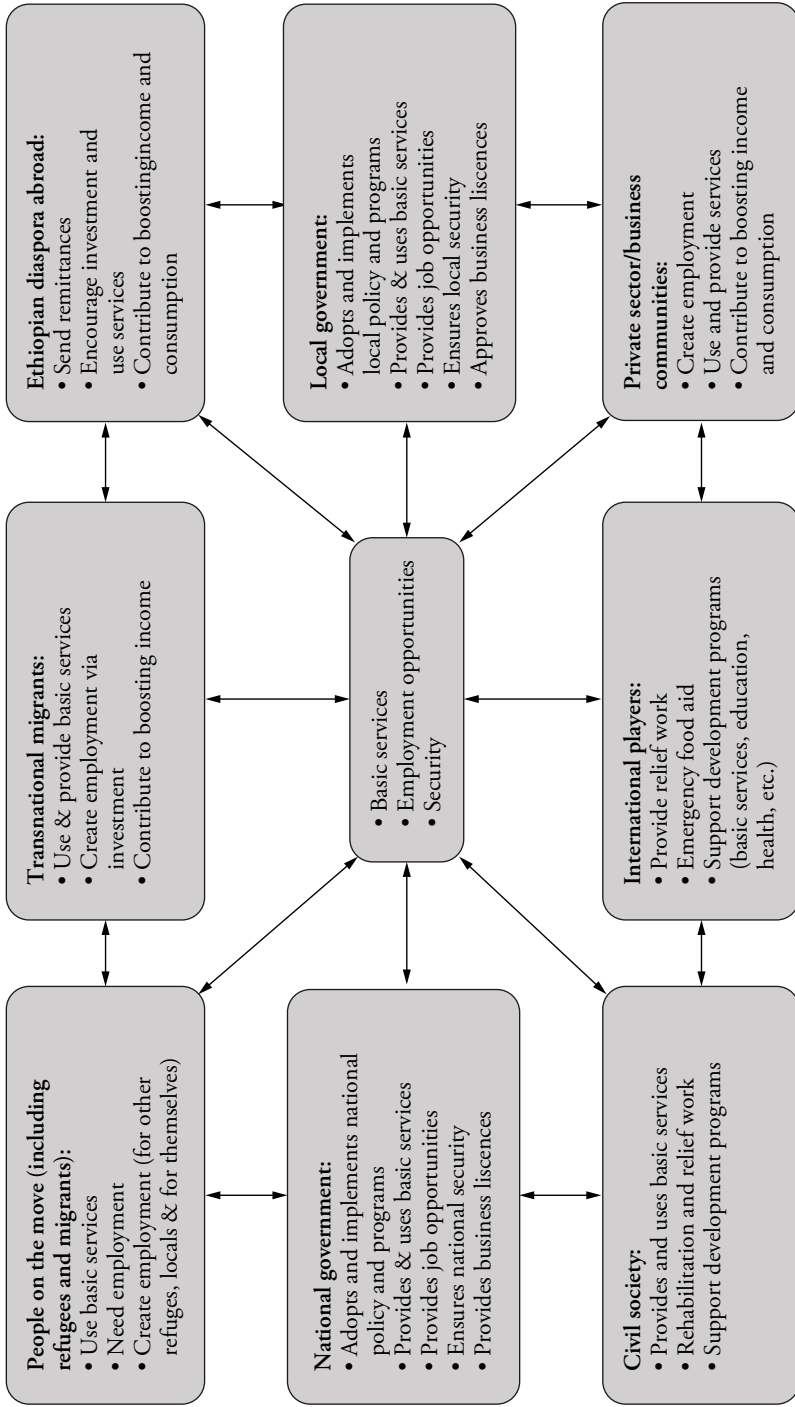 People on the move (including
refugees and migrants):
• Use basic services
• Need employment
• Create employment (for other
refuges, locals & for themselves)
Transnational migrants:
• Use & provide basic services
• Create employment via
investment
• Contribute to boosting income
Ethiopian diaspora abroad:
• Send remittances
• Encourage investment and
use services
• Contribute to boostingincome and
consumption
National government:
• Adopts and implements national
policy and programs
• Provides & uses basic services
• Provides job opportunities
• Ensures national security
• Provides business liscences
• Basic services
• Employment opportunities
• Security
Local government:
• Adopts and implements
local policy and programs
• Provides & uses basic services
• Provides job opportunities
• Ensures local security
• Approves business liscences
Civil society:
• Provides and uses basic services
• Rehabilitation and relief work
• Support development programs
International players:
• Provide relief work
• Emergency food aid
• Support development programs
(basic services, education,
health, etc.)
Private sector/business
communities:
• Create employment
• Use and provide services
• Contribute to boosting income
and consumption